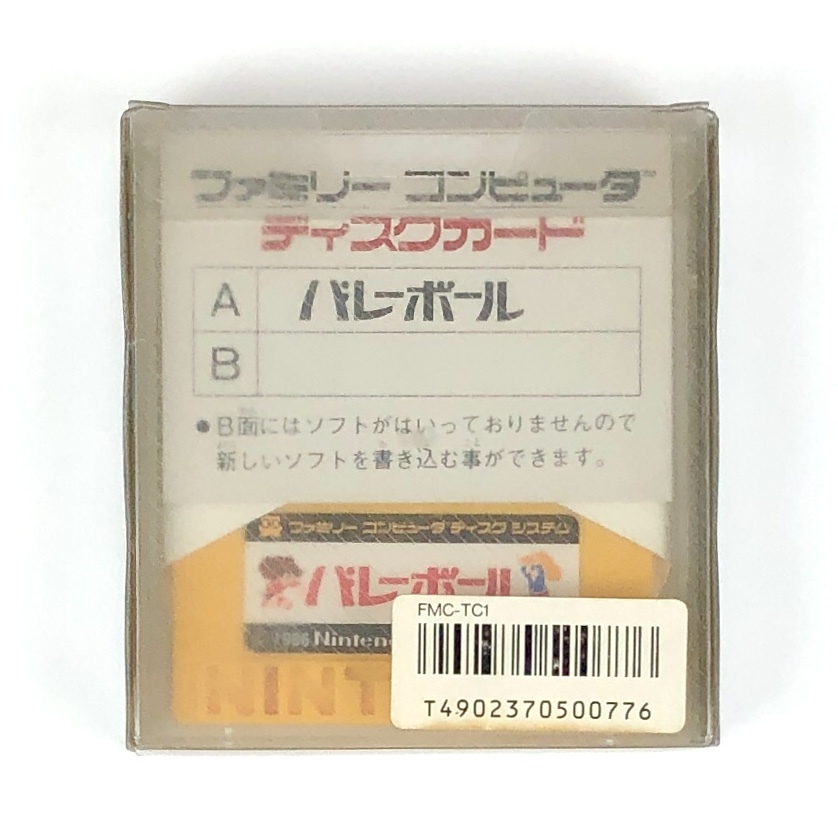 ファミリー コンピュータ™
ディスクカード
A バレーボール
B
●B面にはソフトがはいっておりませんので
新しいソフトを書き込む事ができます。
ファミリー コンピュータ ディスク システム
バレーボール
©1986 Ninten
NINT
FMC-TC1
T4902370500776